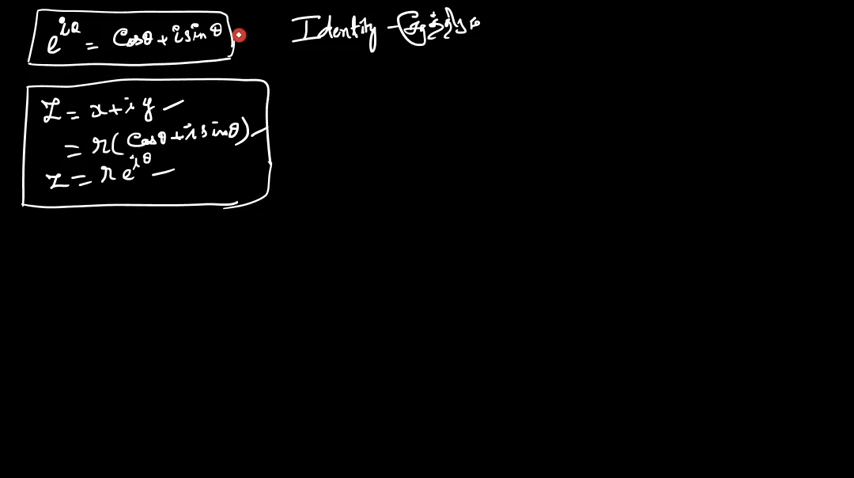 e^{iθ} = Cosθ + i sinθ
Identity -
Z = x + i y
= r(Cosθ + i sinθ)
Z = r e^{iθ}